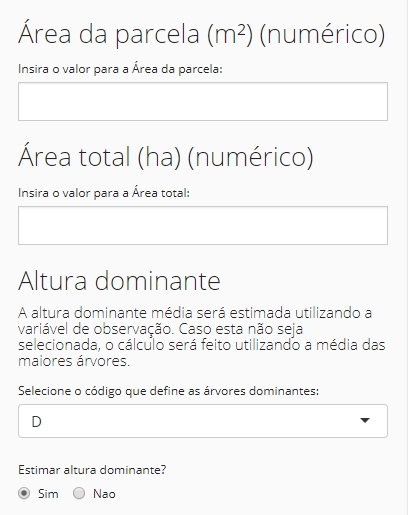 Área da parcela (m²) (numérico)
Insira o valor para a Área da parcela:
Área total (ha) (numérico)
Insira o valor para a Área total:
Altura dominante
A altura dominante média será estimada utilizando a
variável de observação. Caso esta não seja
selecionada, o cálculo será feito utilizando a média das
maiores árvores.
Selecione o código que define as árvores dominantes:
D
Estimar altura dominante?
Sim Nao